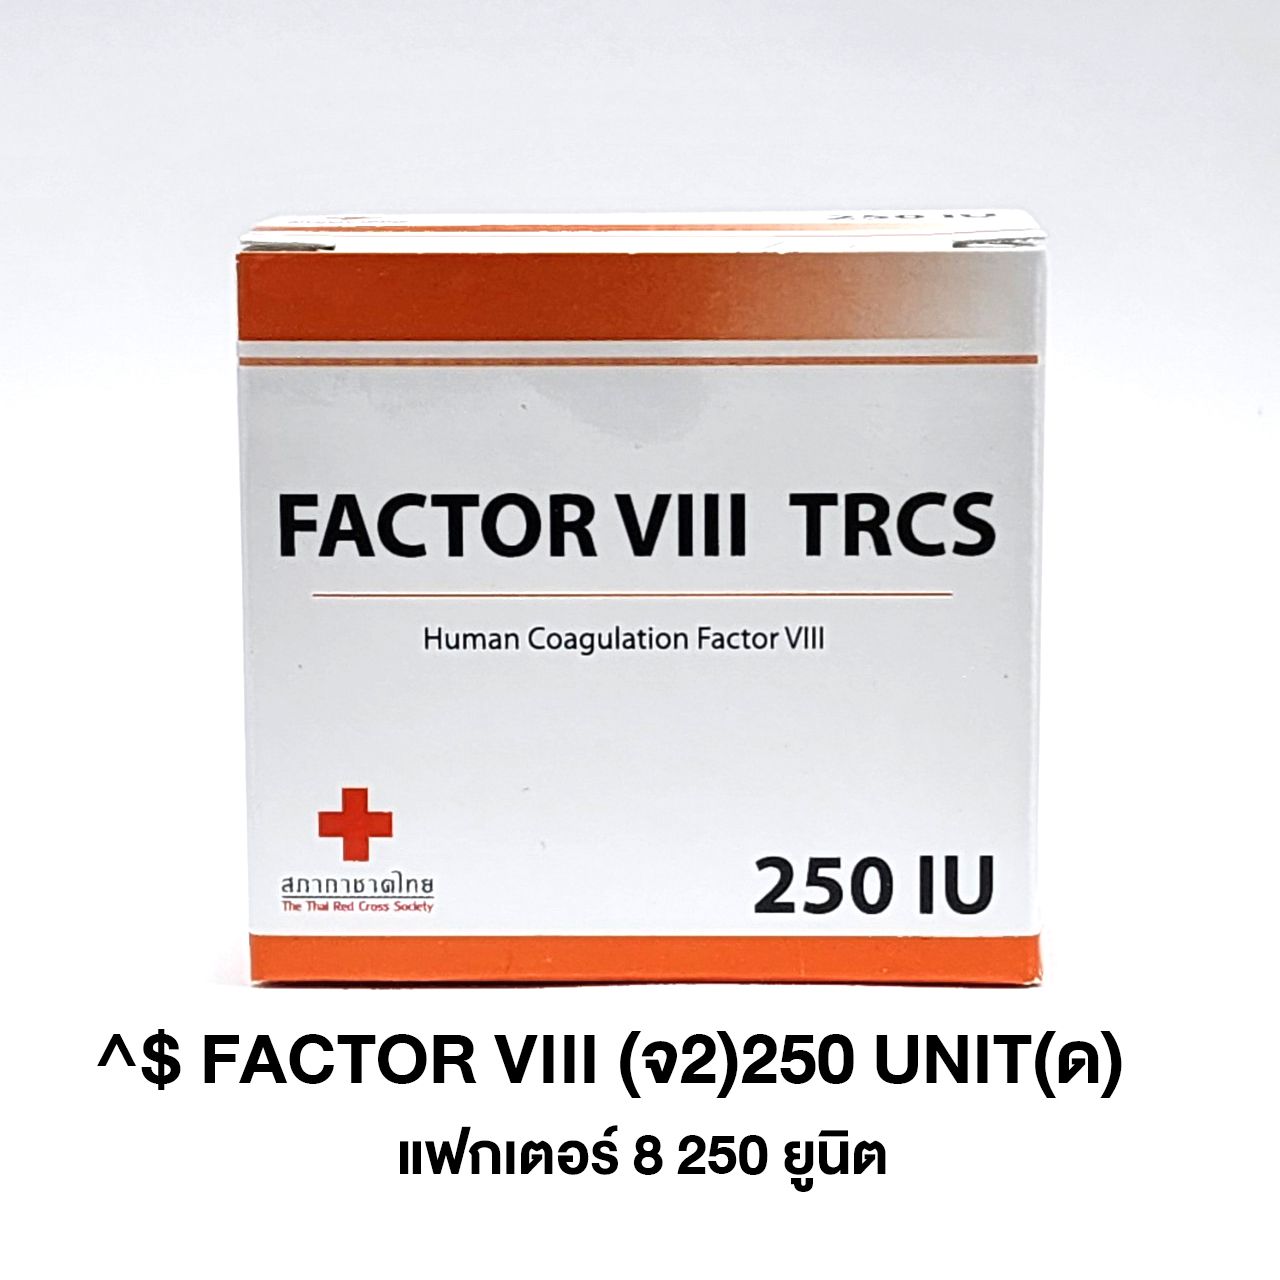 250 IU
FACTOR VIII TRCS
Human Coagulation Factor VIII
สภากาชาดไทย
The Thai Red Cross Society
250 IU
^$ FACTOR VIII (จ2)250 UNIT(ด)
แฟกเตอร์ 8 250 ยูนิต